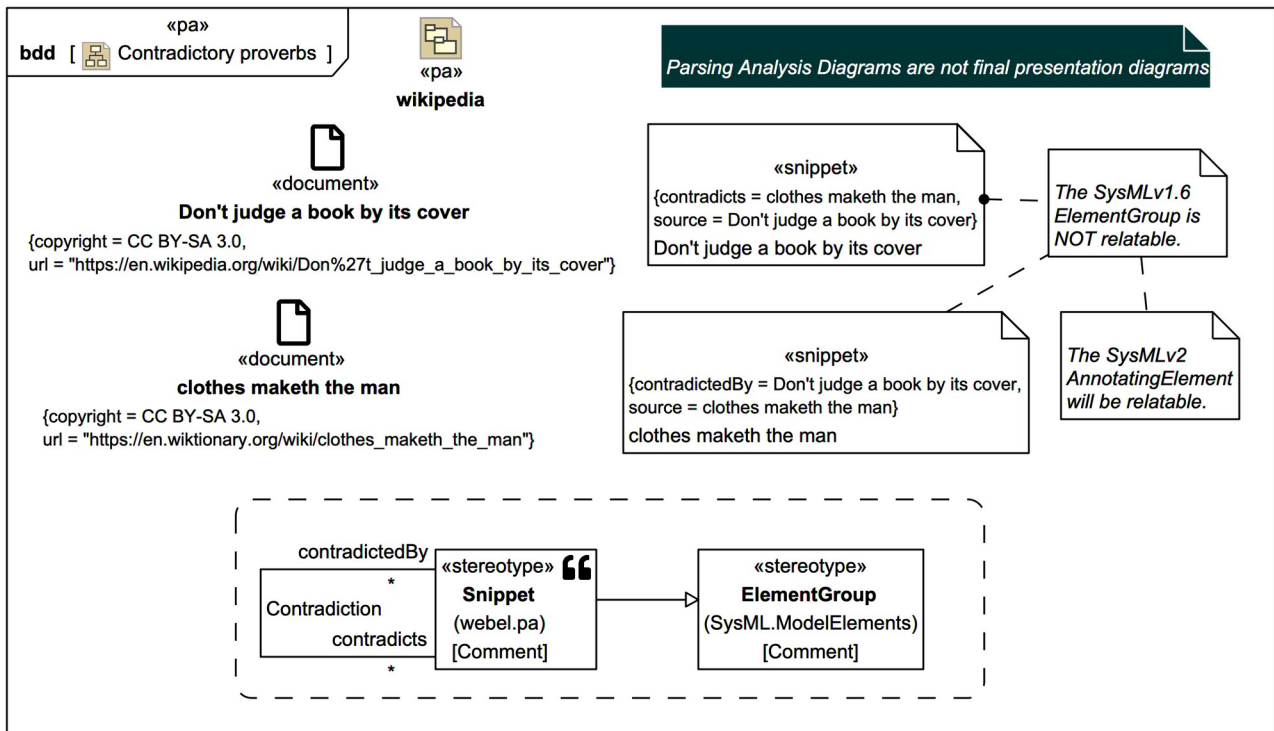 «pa»
bdd [ Contradictory proverbs ]
«pa»
wikipedia
Parsing Analysis Diagrams are not final presentation diagrams
«document»
Don't judge a book by its cover
{copyright = CC BY-SA 3.0,
url = "https://en.wikipedia.org/wiki/Don%27t_judge_a_book_by_its_cover"}
«snippet»
{contradicts = clothes maketh the man,
source = Don't judge a book by its cover}
Don't judge a book by its cover
The SysMLv1.6
ElementGroup is
NOT relatable.
«document»
clothes maketh the man
{copyright = CC BY-SA 3.0,
url = "https://en.wiktionary.org/wiki/clothes_maketh_the_man"}
«snippet»
{contradictedBy = Don't judge a book by its cover,
source = clothes maketh the man}
clothes maketh the man
The SysMLv2
AnnotatingElement
will be relatable.
contradictedBy
*
Contradiction
contradicts
*
«stereotype»
Snippet
(webel.pa)
[Comment]
«stereotype»
ElementGroup
(SysML.ModelElements)
[Comment]